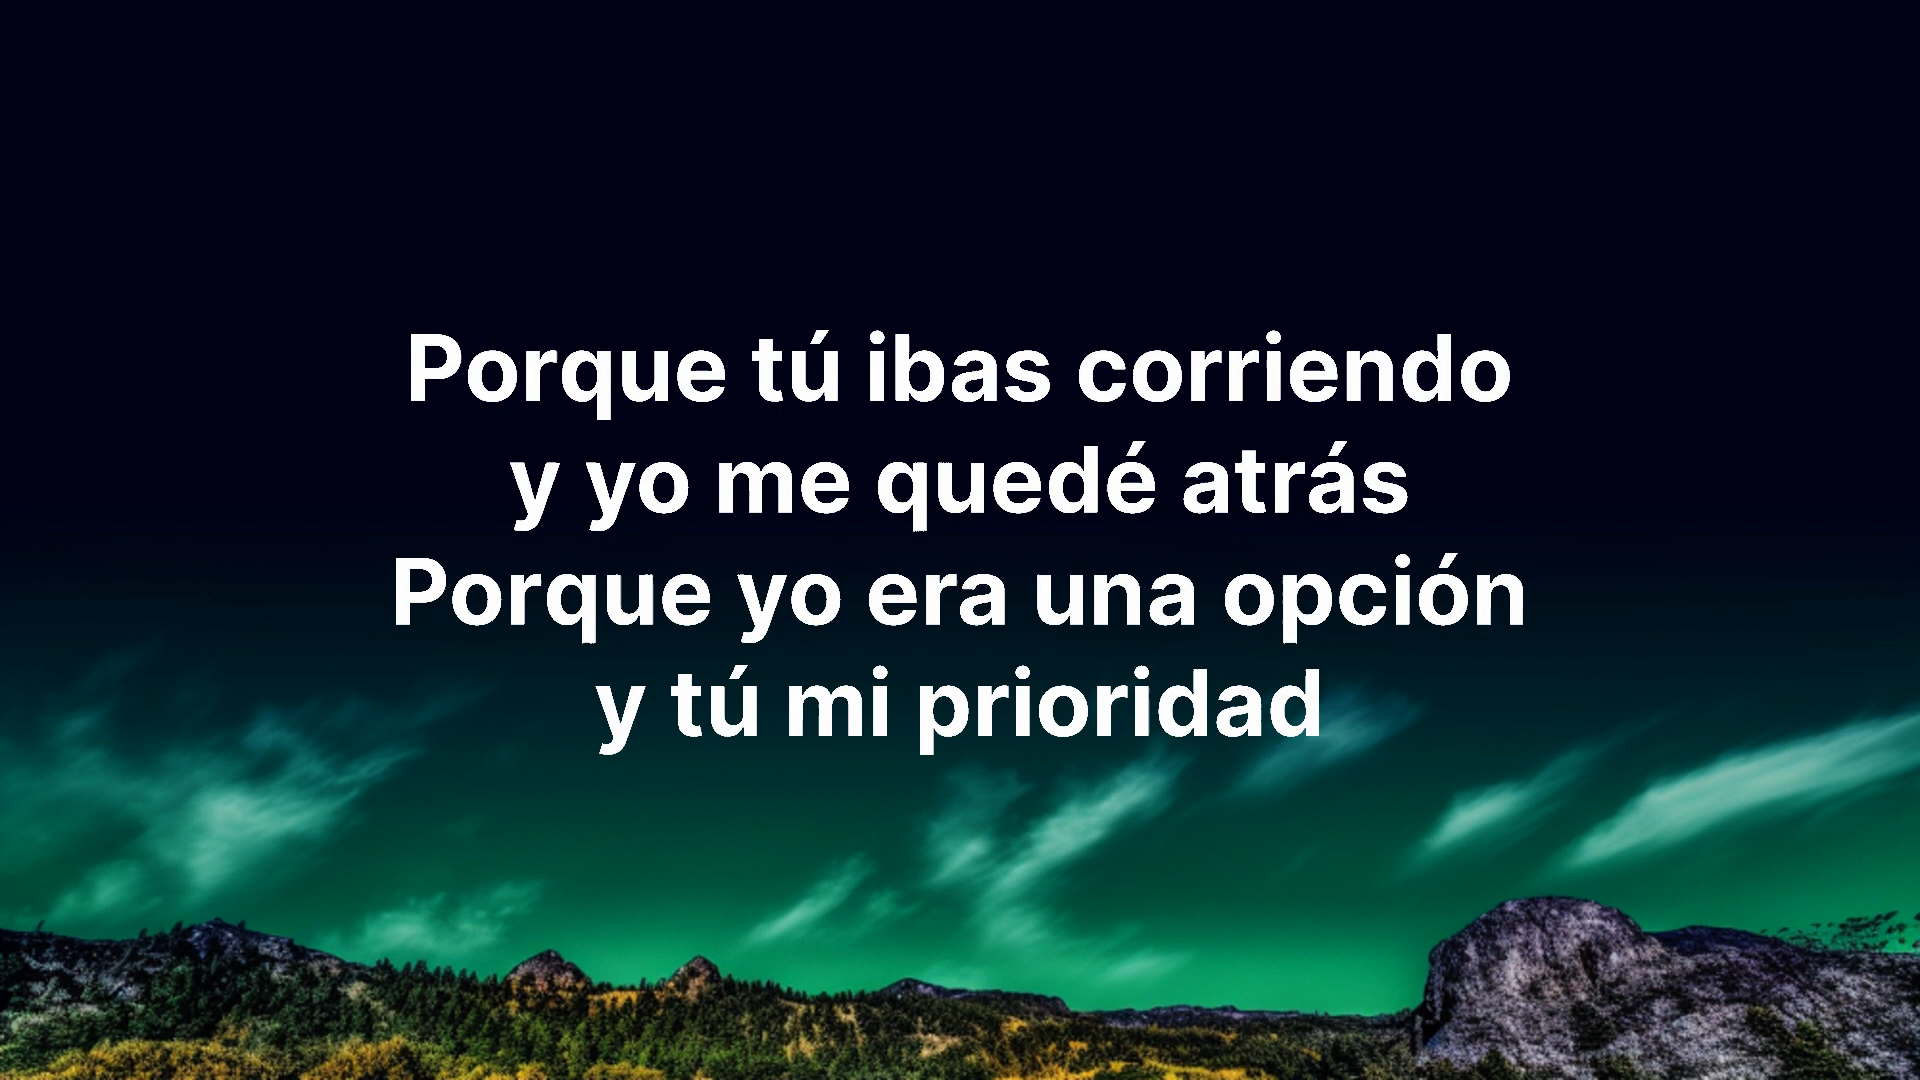 Porque tú ibas corriendo
y yo me quedé atrás
Porque yo era una opción
y tú mi prioridad